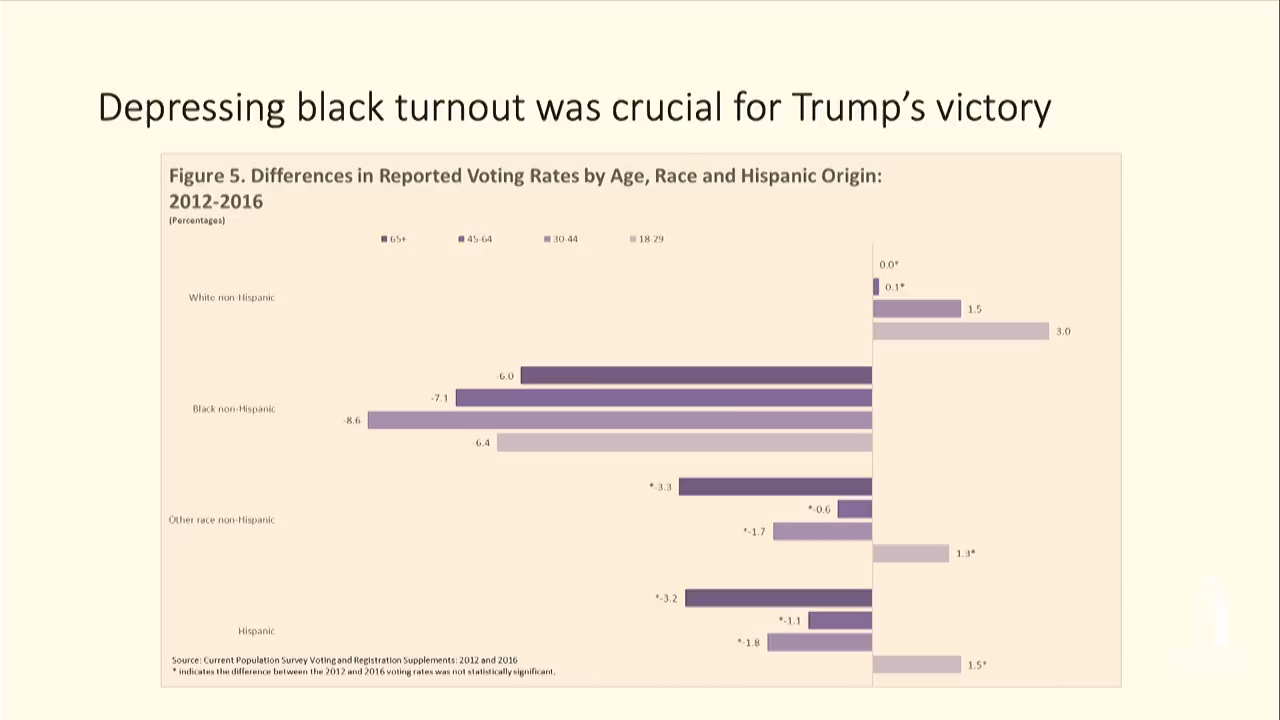 Depressing black turnout was crucial for Trump's victory
Figure 5. Differences in Reported Voting Rates by Age, Race and Hispanic Origin:
2012-2016
(Percentages)
65+ 45-64 30-44 18-29
0.0*
White non-Hispanic
0.1*
1.5
3.0
-6.0
-7.1
Black non-Hispanic
-8.6
-6.4
*-3.3
*-0.6
Other race non-Hispanic
*-1.7
1.3*
*-3.2
*-1.1
Hispanic
*-1.8
1.5*
Source: Current Population Survey Voting and Registration Supplements: 2012 and 2016
* indicates the difference between the 2012 and 2016 voting rates was not statistically significant.